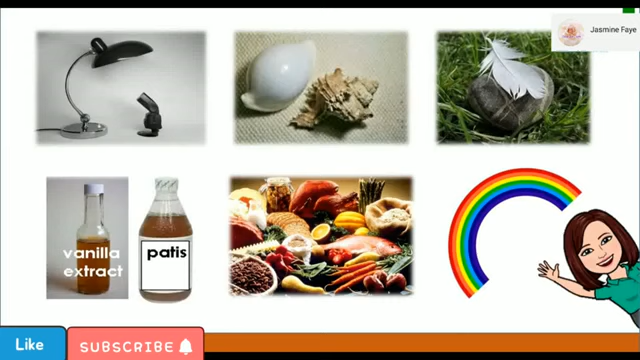 Jasmine Faye
vanilla
extract
patis
Like
SUBSCRIBE